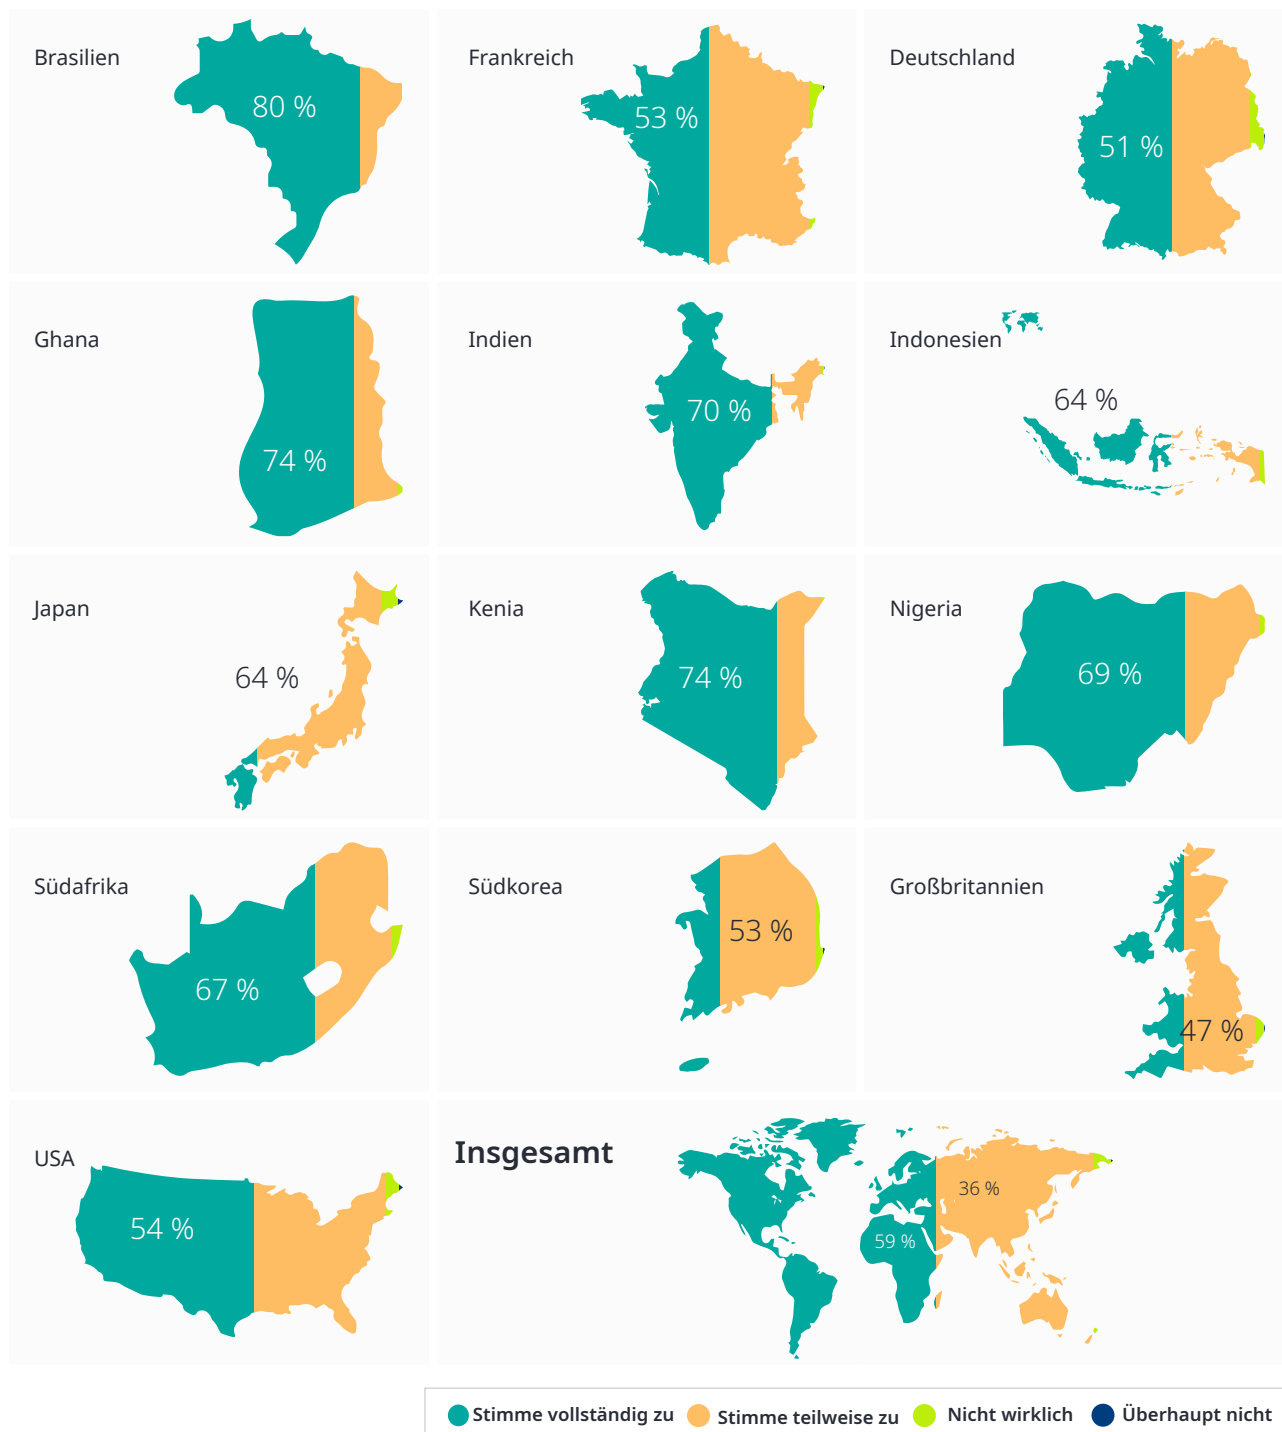 Brasilien
80 %
Frankreich
53 %
Deutschland
51 %
Ghana
74 %
Indien
70 %
Indonesien
64 %
Japan
64 %
Kenia
74 %
Nigeria
69 %
Südafrika
67 %
Südkorea
53 %
Großbritannien
47 %
USA
54 %
Insgesamt
36 %
59 %
Stimme vollständig zu
Stimme teilweise zu
Nicht wirklich
Überhaupt nicht